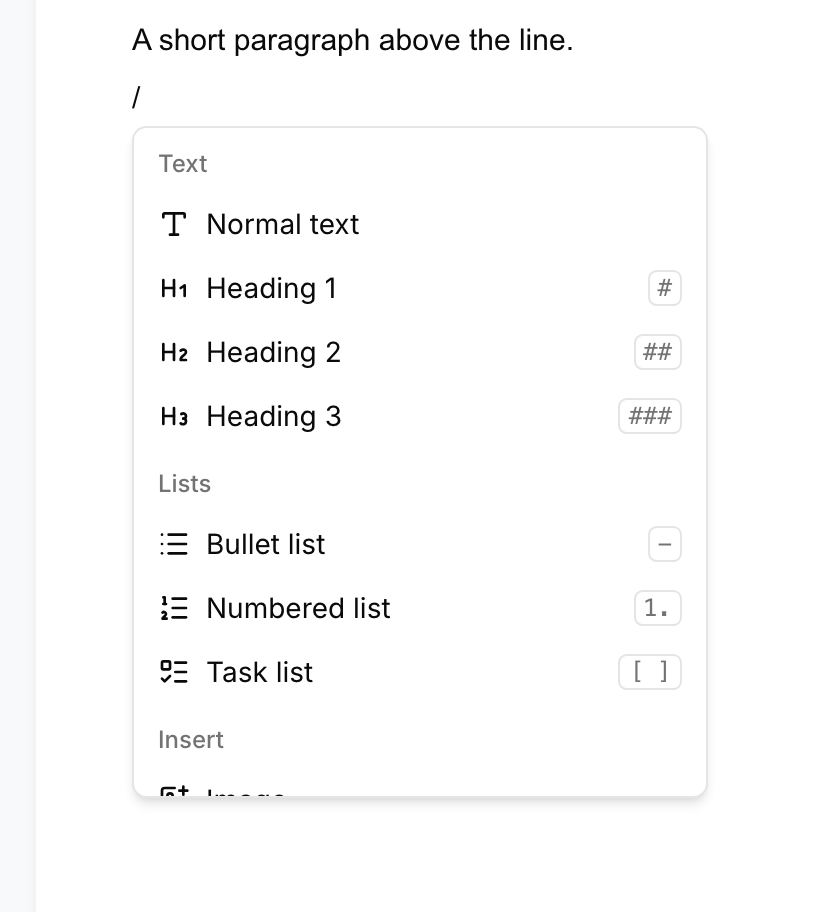 A short paragraph above the line.
/
Text
Normal text
H1 Heading 1 #
H2 Heading 2 ##
H3 Heading 3 ###
Lists
Bullet list -
Numbered list 1.
Task list [ ]
Insert
Image